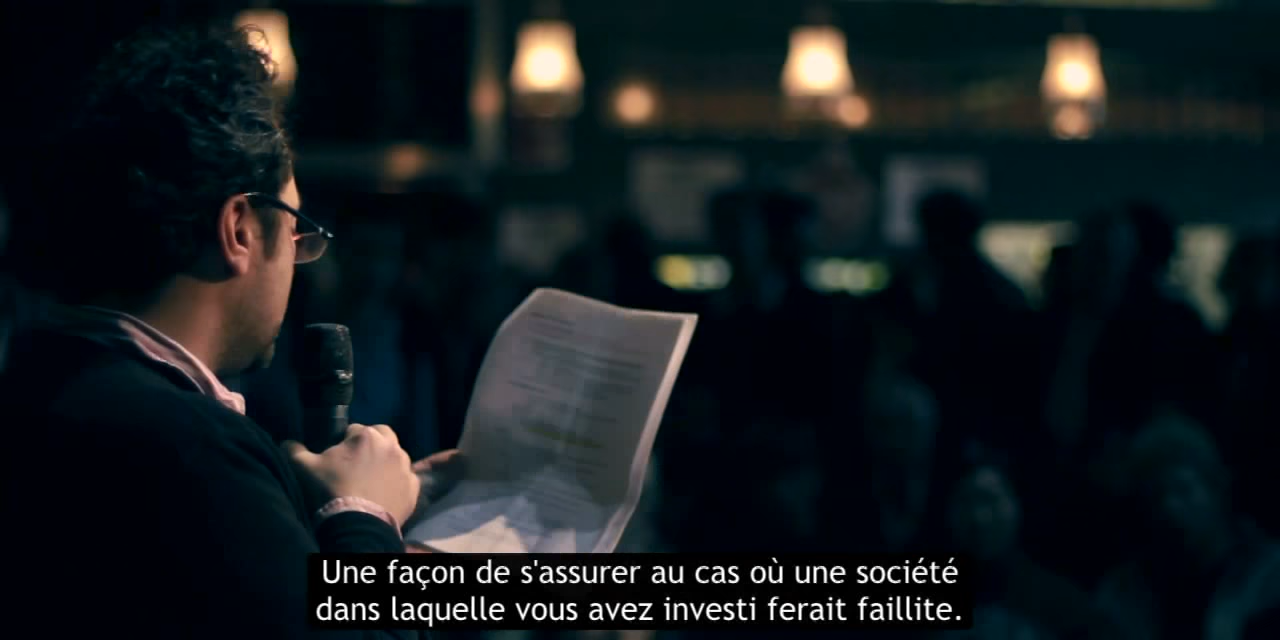 Une façon de s'assurer au cas où une société
dans laquelle vous avez investi ferait faillite.